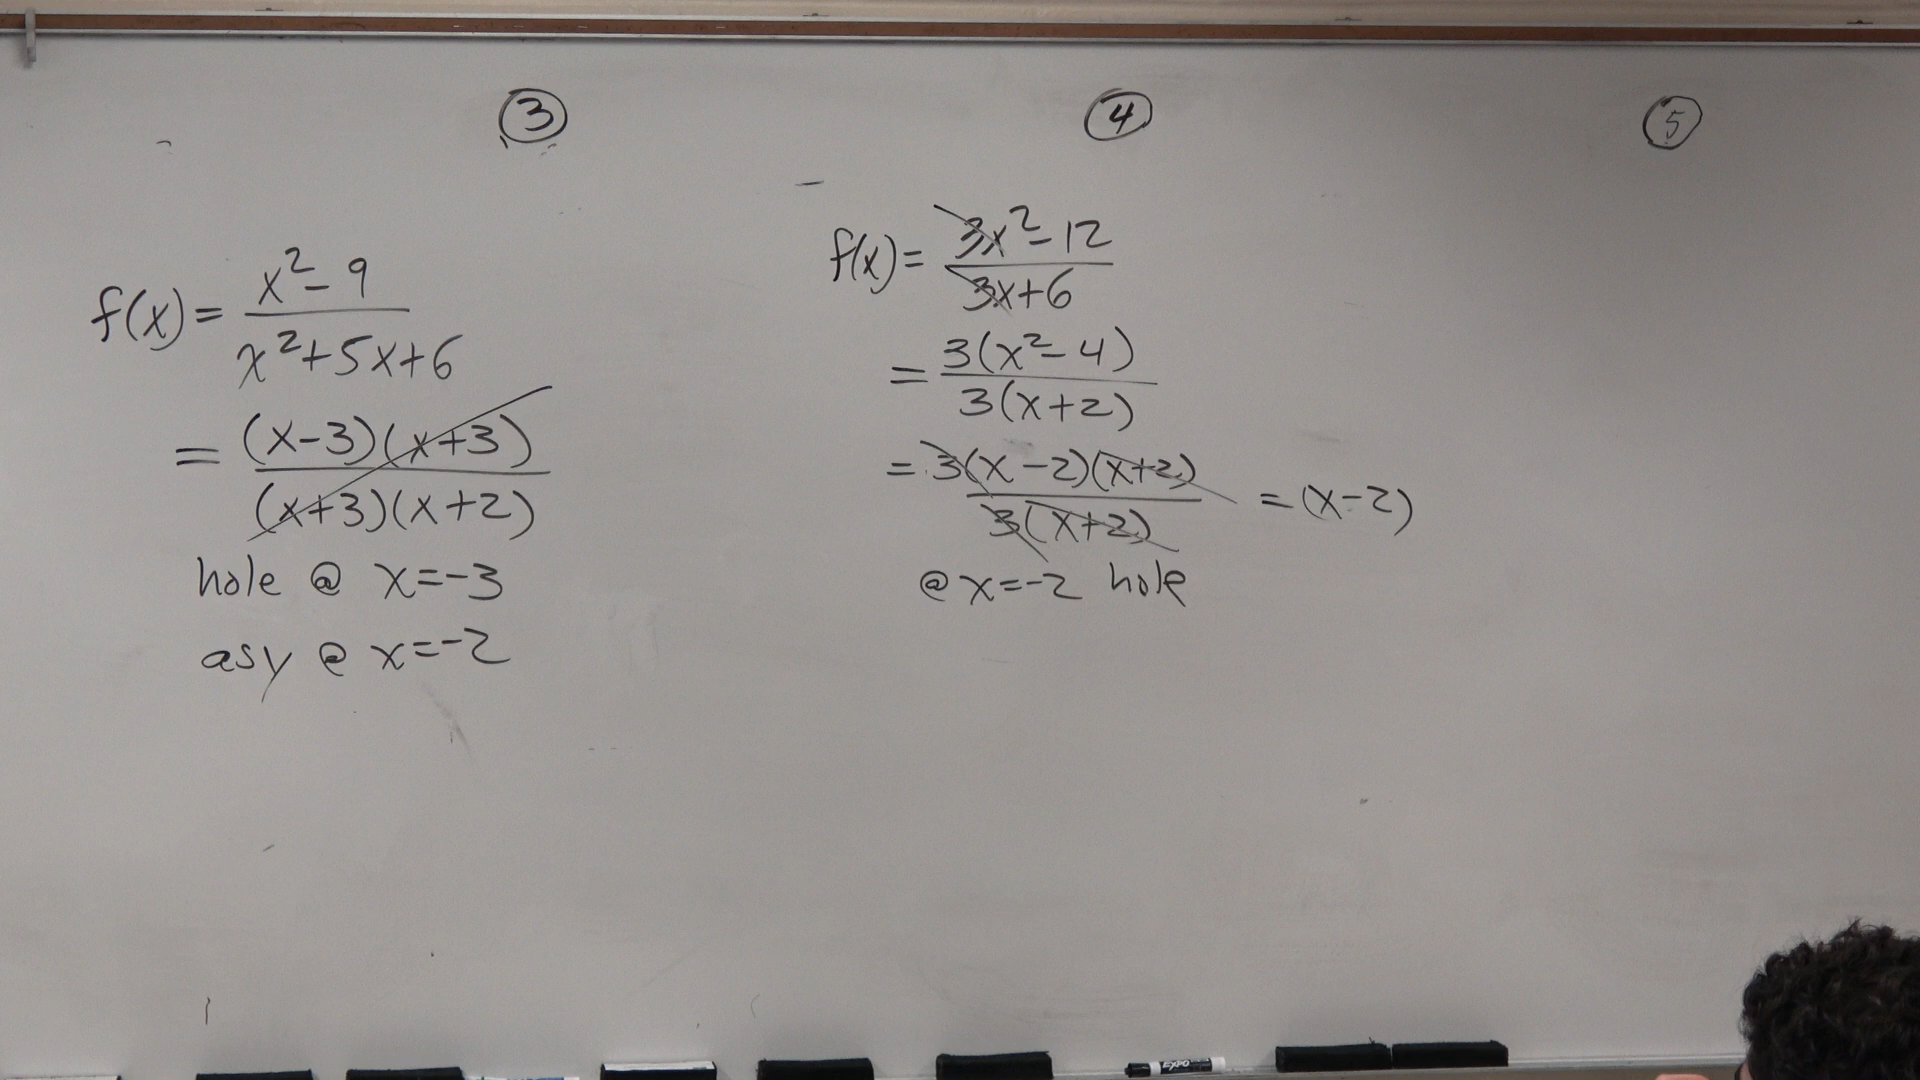 ③
f(x) = x² - 9 / x² + 5x + 6
= (x-3)(x+3) / (x+3)(x+2)
hole @ x = -3
asy @ x = -2
④
f(x) = 3x² - 12 / 3x + 6
= 3(x² - 4) / 3(x+2)
= 3(x-2)(x+2) / 3(x+2) = (x-2)
@ x = -2 hole
⑤
EXPO